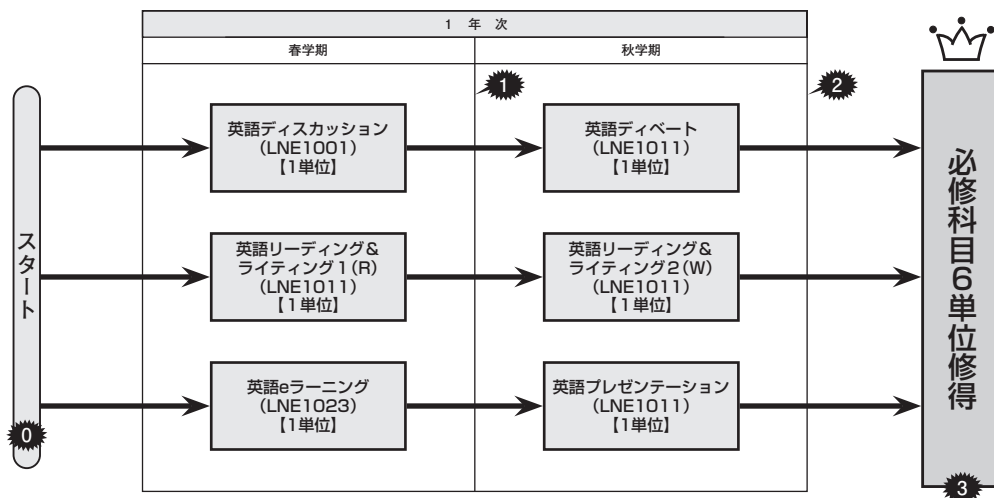 1 年 次
春学期
秋学期
1
2
スタート
0
英語ディスカッション
（LNE1001）
【1単位】
英語ディベート
（LNE1011）
【1単位】
英語リーディング&
ライティング1（R）
（LNE1011）
【1単位】
英語リーディング&
ライティング2（W）
（LNE1011）
【1単位】
英語eラーニング
（LNE1023）
【1単位】
英語プレゼンテーション
（LNE1011）
【1単位】
必修科目6単位修得
3